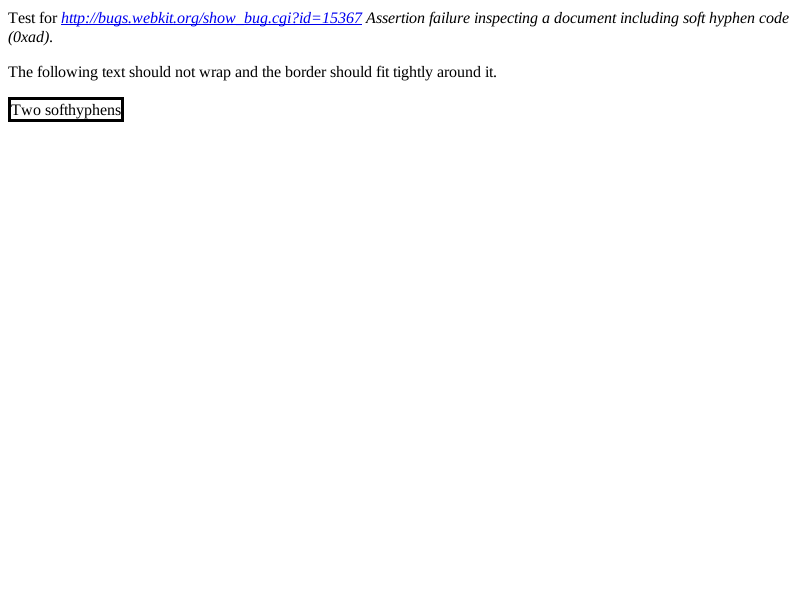 Test for http://bugs.webkit.org/show_bug.cgi?id=15367 Assertion failure inspecting a document including soft hyphen code
(0xad).
The following text should not wrap and the border should fit tightly around it.
Two softhyphens